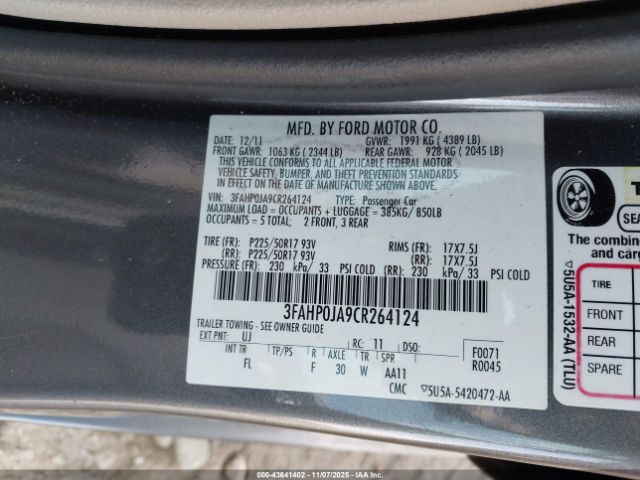 MFD. BY FORD MOTOR CO.
DATE: 12/11 GVWR: 1991 KG ( 4389 LB)
FRONT GAWR: 1063 KG ( 2344 LB) REAR GAWR: 928 KG ( 2045 LB)
THIS VEHICLE CONFORMS TO ALL APPLICABLE FEDERAL MOTOR
VEHICLE SAFETY, BUMPER, AND THEFT PREVENTION STANDARDS
IN EFFECT ON THE DATE OF MANUFACTURE SHOWN ABOVE.
VIN: 3FAHP0JA9CR264124 TYPE: Passenger Car
MAXIMUM LOAD = OCCUPANTS + LUGGAGE = 385KG/ 850LB
OCCUPANTS = 5 TOTAL; 2 FRONT, 3 REAR
TIRE (FR): P225/50R17 93V RIMS (FR): 17X7.5J
(RR): P225/50R17 93V (RR): 17X7.5J
PRESSURE (FR): 230 kPa/ 33 PSI COLD (RR): 230 kPa/ 33 PSI COLD
3FAHP0JA9CR264124
TRAILER TOWING - SEE OWNER GUIDE
EXT PNT: UJ RC: 11 DSO: F0071
INT TR TP/PS R AXLE TR SPR R0045
FL F 30 W AA11
CMC ▽5U5A-5420472-AA
The combin
and carg
TIRE
FRONT
REAR
SPARE
▽5U5A-1532-AA (TLU)
000-43641402 - 11/07/2025 - IAAI.COM